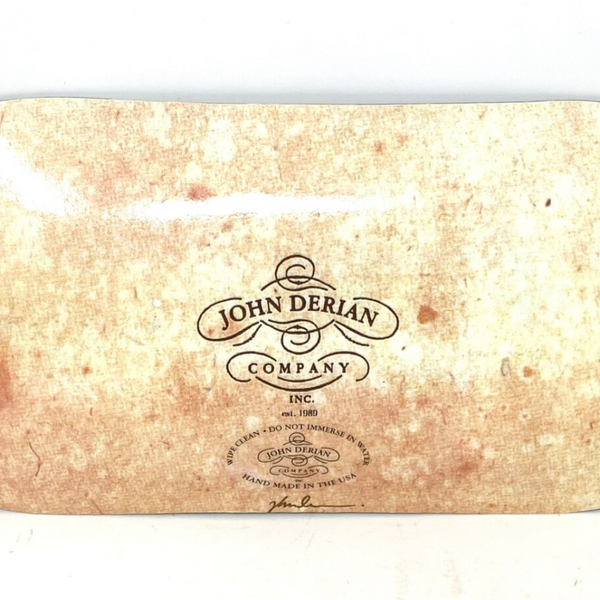 JOHN DERIAN
COMPANY
INC.
est. 1989
WIPE CLEAN • DO NOT IMMERSE IN WATER
JOHN DERIAN
COMPANY
HAND MADE IN THE USA